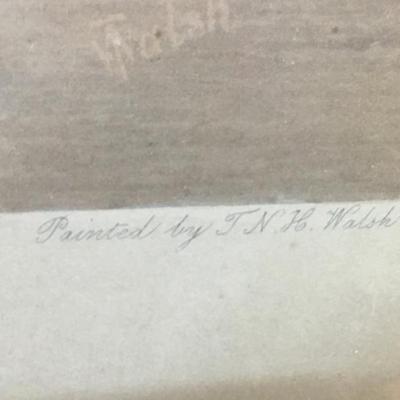 Walsh
Painted by T. N. H. Walsh